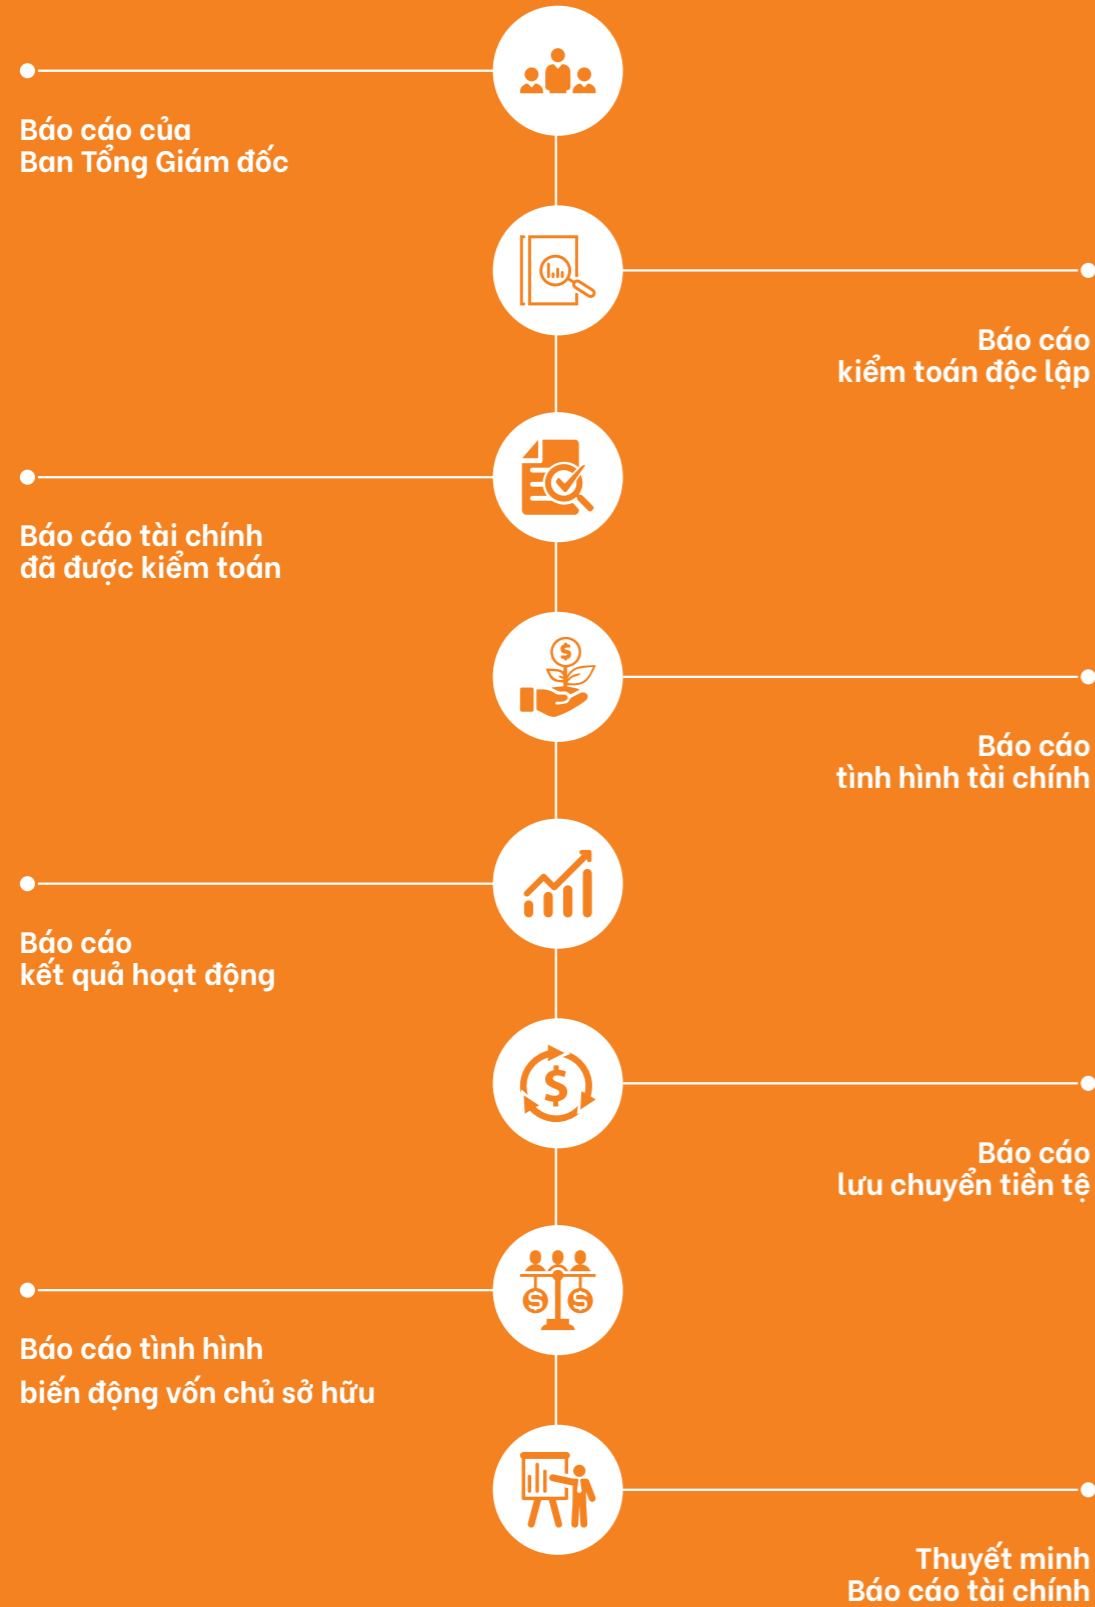 Báo cáo của
Ban Tổng Giám đốc
Báo cáo
kiểm toán độc lập
Báo cáo tài chính
đã được kiểm toán
Báo cáo
tình hình tài chính
Báo cáo
kết quả hoạt động
Báo cáo
lưu chuyển tiền tệ
Báo cáo tình hình
biến động vốn chủ sở hữu
Thuyết minh
Báo cáo tài chính